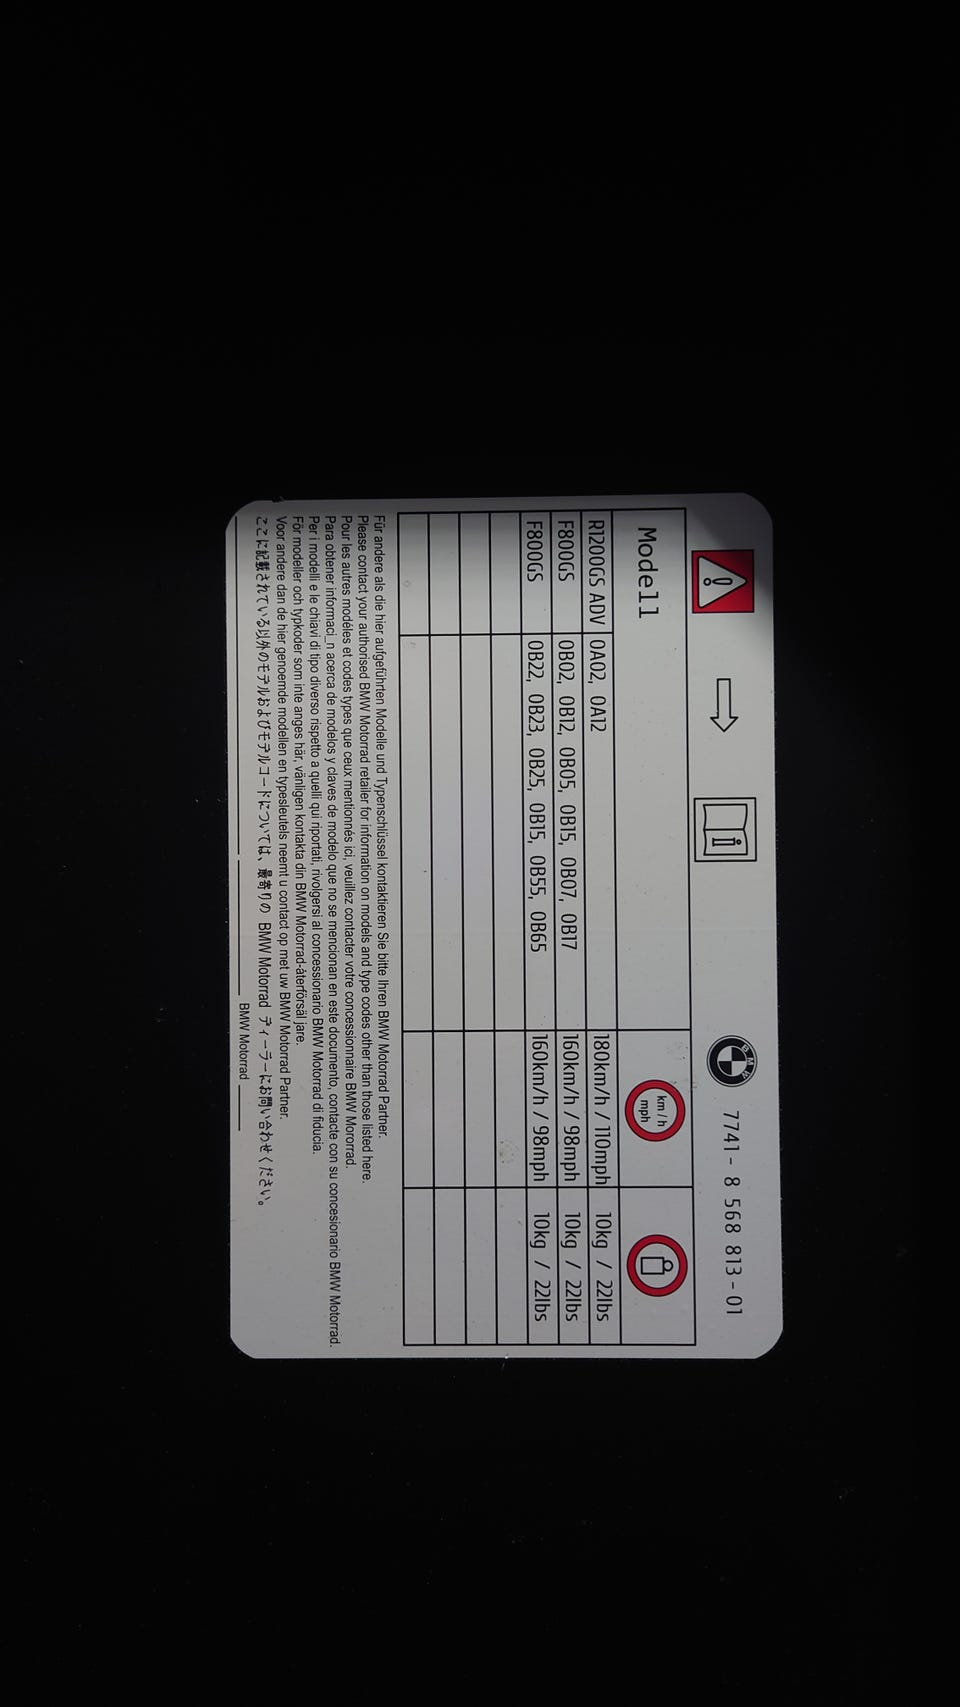 BMW 7741 - 8 568 813 - 01
Modell km/h mph
R1200GS ADV 0A02, 0A12 180km/h / 110mph 10kg / 22lbs
F800GS 0B02, 0B12, 0B05, 0B15, 0B07, 0B17 160km/h / 98mph 10kg / 22lbs
F800GS 0B22, 0B23, 0B25, 0B15, 0B55, 0B65 160km/h / 98mph 10kg / 22lbs
Für andere als die hier aufgeführten Modelle und Typenschlüssel kontaktieren Sie bitte Ihren BMW Motorrad Partner.
Please contact your authorised BMW Motorrad retailer for information on models and type codes other than those listed here.
Pour les autres modèles et codes types que ceux mentionnés ici, veuillez contacter votre concessionnaire BMW Mororrad.
Para obtener informaci_n acerca de modelos y claves de modelo que no se mencionan en este documento, contacte con su concesionario BMW Motorrad.
Per i modelli e le chiavi di tipo diverso rispetto a quelli qui riportati, rivolgersi al concessionario BMW Motorrad di fiducia.
För modeller och typkoder som inte anges här, vänligen kontakta din BMW Motorrad-återförsäljare.
Voor andere dan de hier genoemde modellen en typesleutels neemt u contact op met uw BMW Motorrad Partner.
ここに記載されている以外のモデルおよびモデルコードについては、最寄りの BMW Motorrad ディーラーにお問い合わせください。
BMW Motorrad